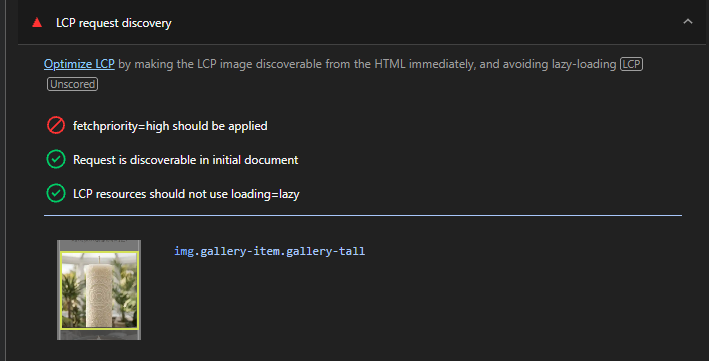 LCP request discovery
Optimize LCP by making the LCP image discoverable from the HTML immediately, and avoiding lazy-loading LCP
Unscored
fetchpriority=high should be applied
Request is discoverable in initial document
LCP resources should not use loading=lazy
img.gallery-item.gallery-tall